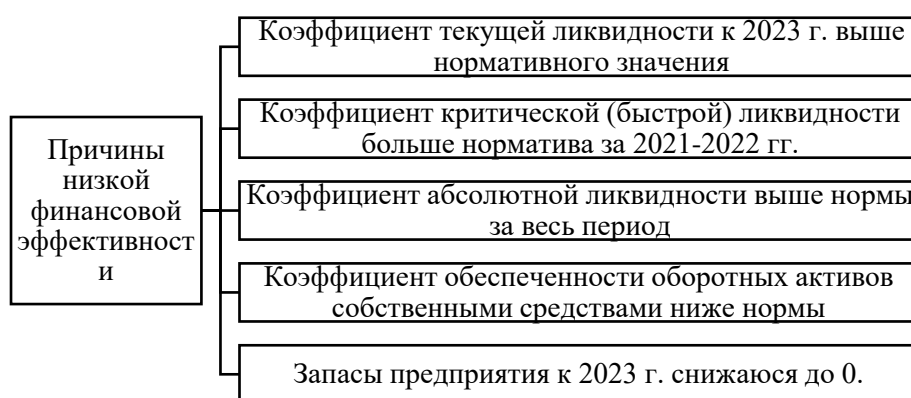 Причины
низкой
финансовой
эффективност
и
Коэффициент текущей ликвидности к 2023 г. выше
нормативного значения
Коэффициент критической (быстрой) ликвидности
больше норматива за 2021-2022 гг.
Коэффициент абсолютной ликвидности выше нормы
за весь период
Коэффициент обеспеченности оборотных активов
собственными средствами ниже нормы
Запасы предприятия к 2023 г. снижаюся до 0.